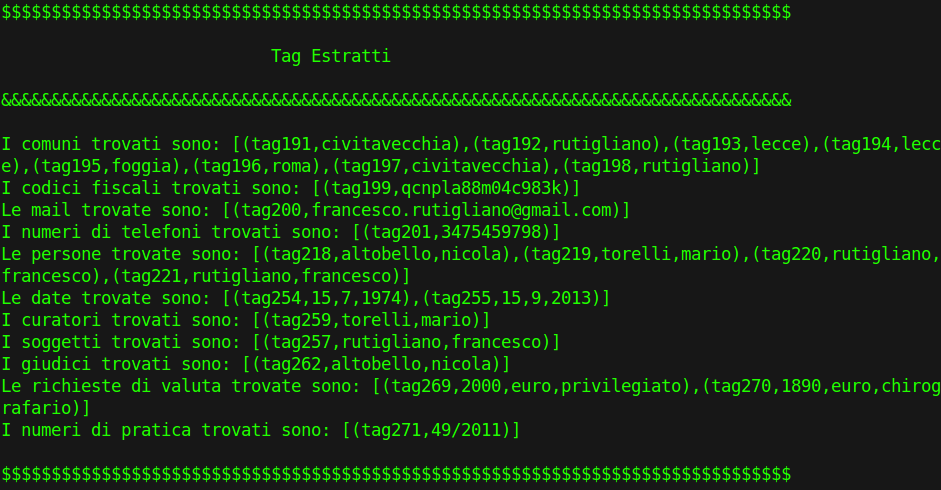 $$$$$$$$$$$$$$$$$$$$$$$$$$$$$$$$$$$$$$$$$$$$$$$$$$$$$$$$$$$$$$$$$$$$$$$$$$$$$$$
Tag Estratti
&&&&&&&&&&&&&&&&&&&&&&&&&&&&&&&&&&&&&&&&&&&&&&&&&&&&&&&&&&&&&&&&&&&&&&&&&&&&&&&
I comuni trovati sono: [(tag191,civitavecchia),(tag192,rutigliano),(tag193,lecce),(tag194,lecc
e),(tag195,foggia),(tag196,roma),(tag197,civitavecchia),(tag198,rutigliano)]
I codici fiscali trovati sono: [(tag199,qcnpla88m04c983k)]
Le mail trovate sono: [(tag200,francesco.rutigliano@gmail.com)]
I numeri di telefoni trovati sono: [(tag201,3475459798)]
Le persone trovate sono: [(tag218,altobello,nicola),(tag219,torelli,mario),(tag220,rutigliano,
francesco),(tag221,rutigliano,francesco)]
Le date trovate sono: [(tag254,15,7,1974),(tag255,15,9,2013)]
I curatori trovati sono: [(tag259,torelli,mario)]
I soggetti trovati sono: [(tag257,rutigliano,francesco)]
I giudici trovati sono: [(tag262,altobello,nicola)]
Le richieste di valuta trovate sono: [(tag269,2000,euro,privilegiato),(tag270,1890,euro,chirog
rafario)]
I numeri di pratica trovati sono: [(tag271,49/2011)]
$$$$$$$$$$$$$$$$$$$$$$$$$$$$$$$$$$$$$$$$$$$$$$$$$$$$$$$$$$$$$$$$$$$$$$$$$$$$$$$